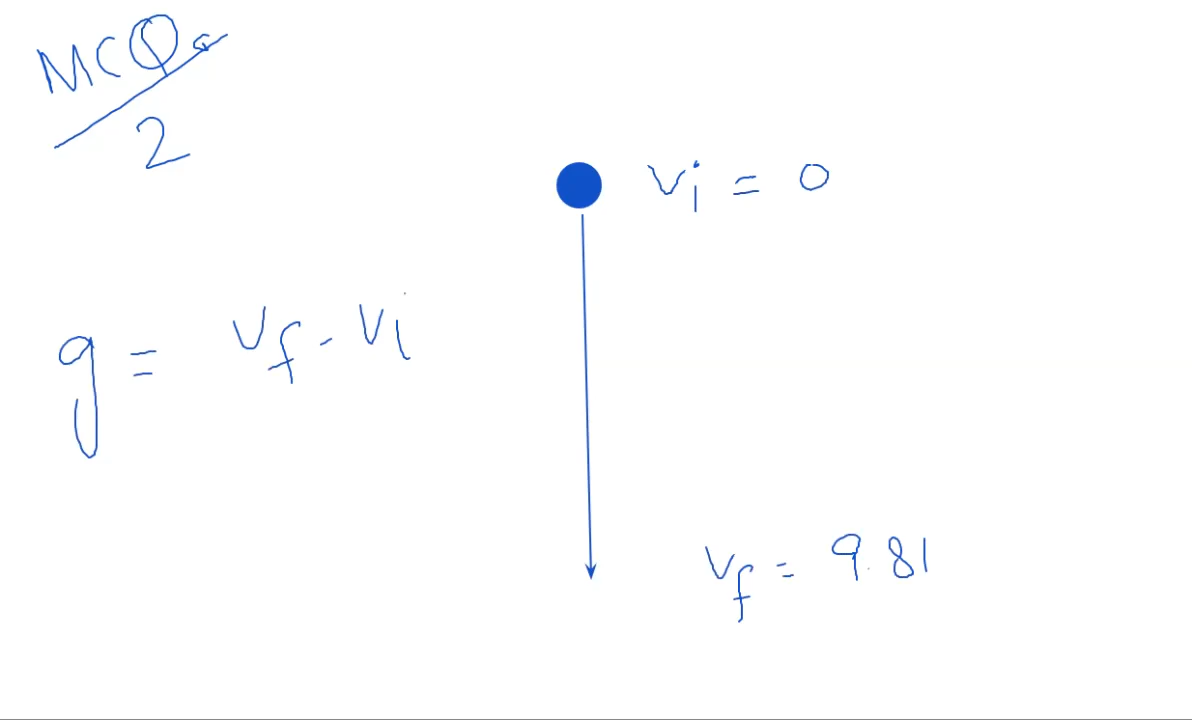 MCQs
2
vi = 0
g = vf - vi
vf = 9.81